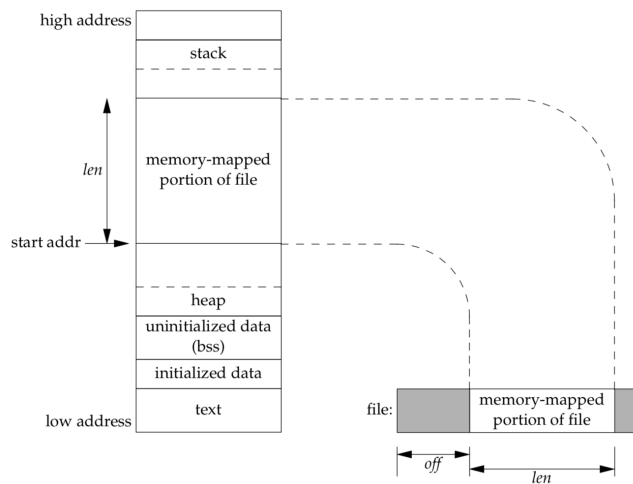 high address
stack
memory-mapped
portion of file
len
start addr
heap
uninitialized data
(bss)
initialized data
text
low address
file:
memory-mapped
portion of file
off
len